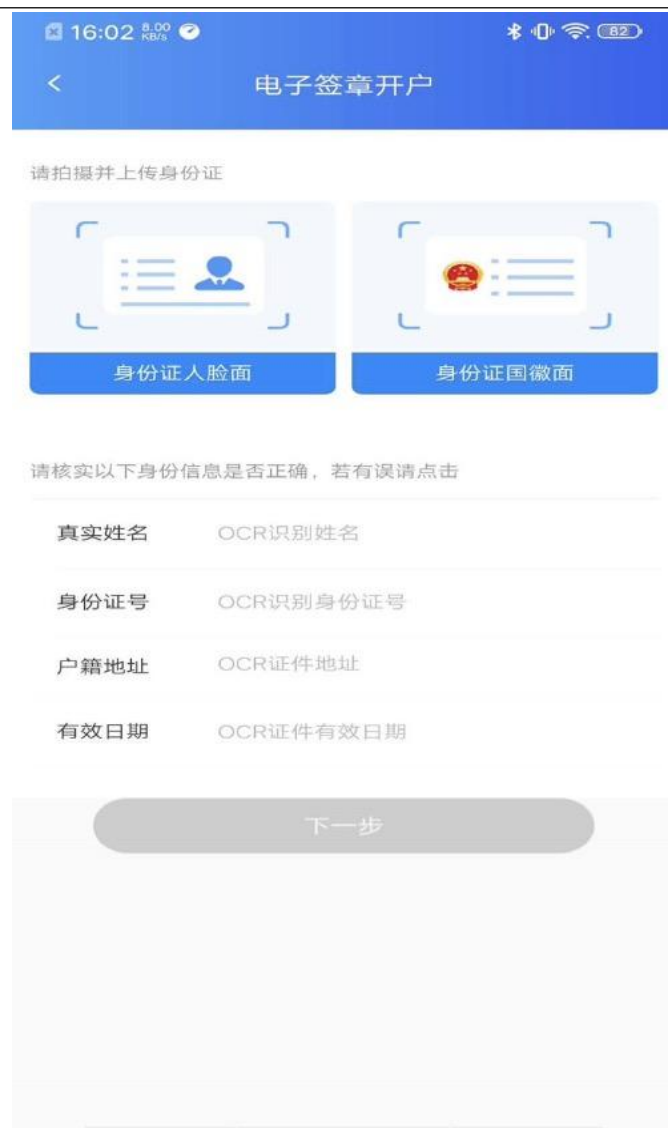 16:02 8.00 KB/s 82
电子签章开户
请拍摄并上传身份证
身份证人脸面 身份证国徽面
请核实以下身份信息是否正确，若有误请点击
真实姓名 OCR识别姓名
身份证号 OCR识别身份证号
户籍地址 OCR证件地址
有效日期 OCR证件有效日期
下一步